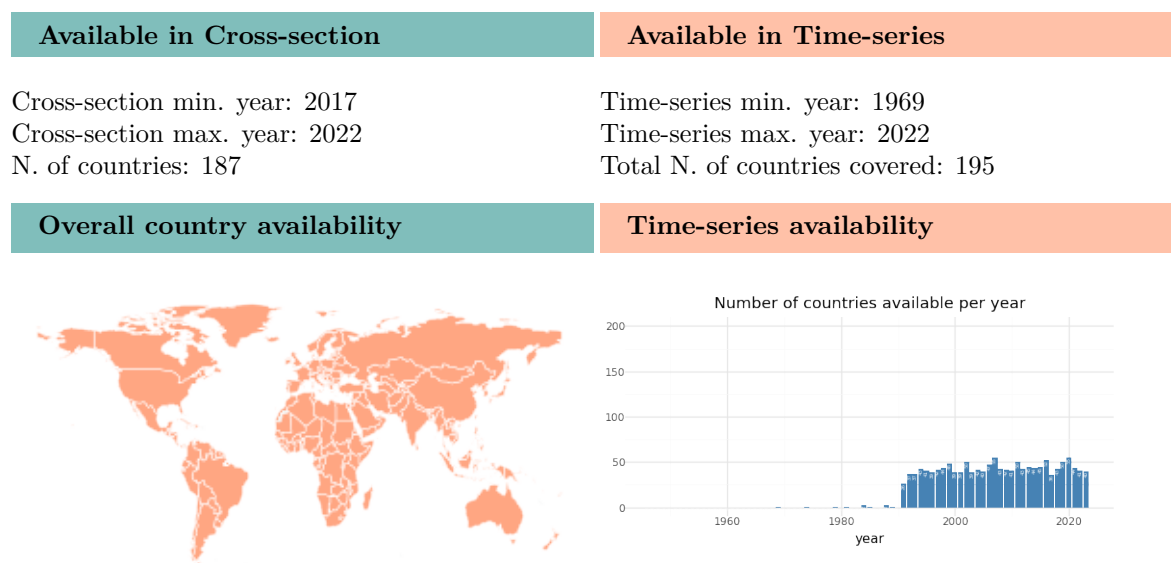 Available in Cross-section
Available in Time-series
Cross-section min. year: 2017
Cross-section max. year: 2022
N. of countries: 187
Time-series min. year: 1969
Time-series max. year: 2022
Total N. of countries covered: 195
Overall country availability
Time-series availability
Number of countries available per year
200
150
100
50
0
1960 1980 2000 2020
year